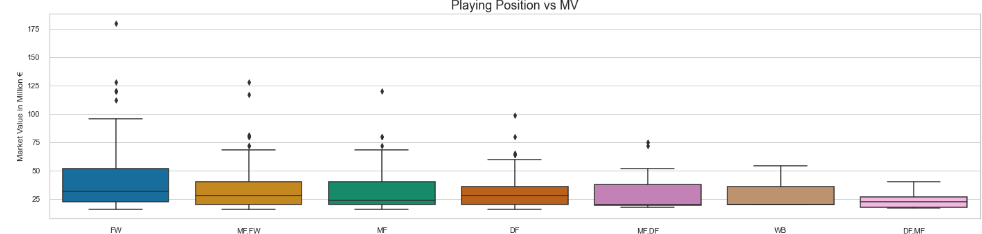 Playing Position vs MV
Market Value in Million €
175
150
125
100
75
50
25
FW
MF,FW
MF
DF
MF,DF
WB
DF,MF